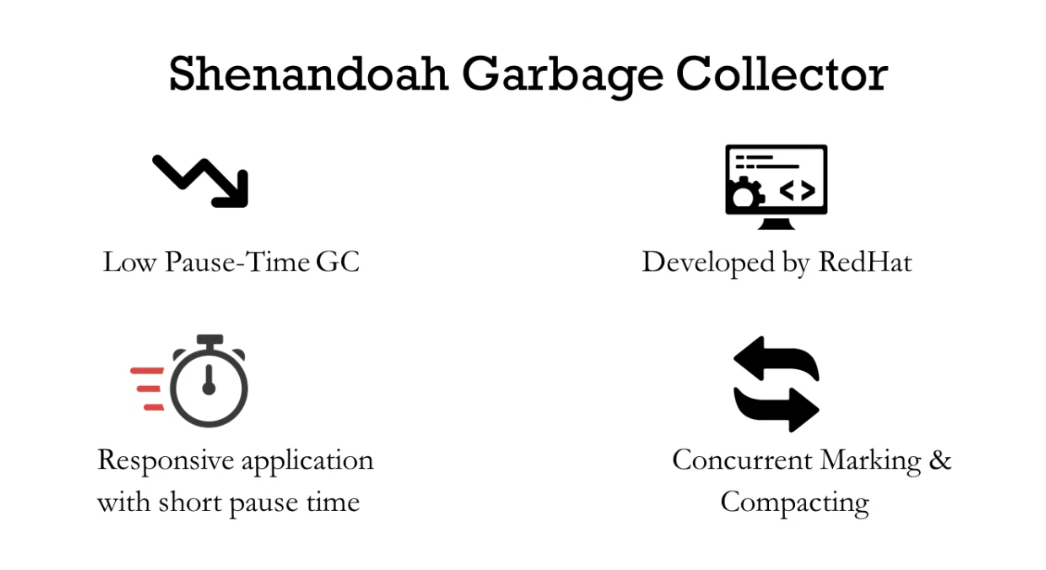 Shenandoah Garbage Collector
Low Pause-Time GC
Developed by RedHat
Responsive application
with short pause time
Concurrent Marking &
Compacting